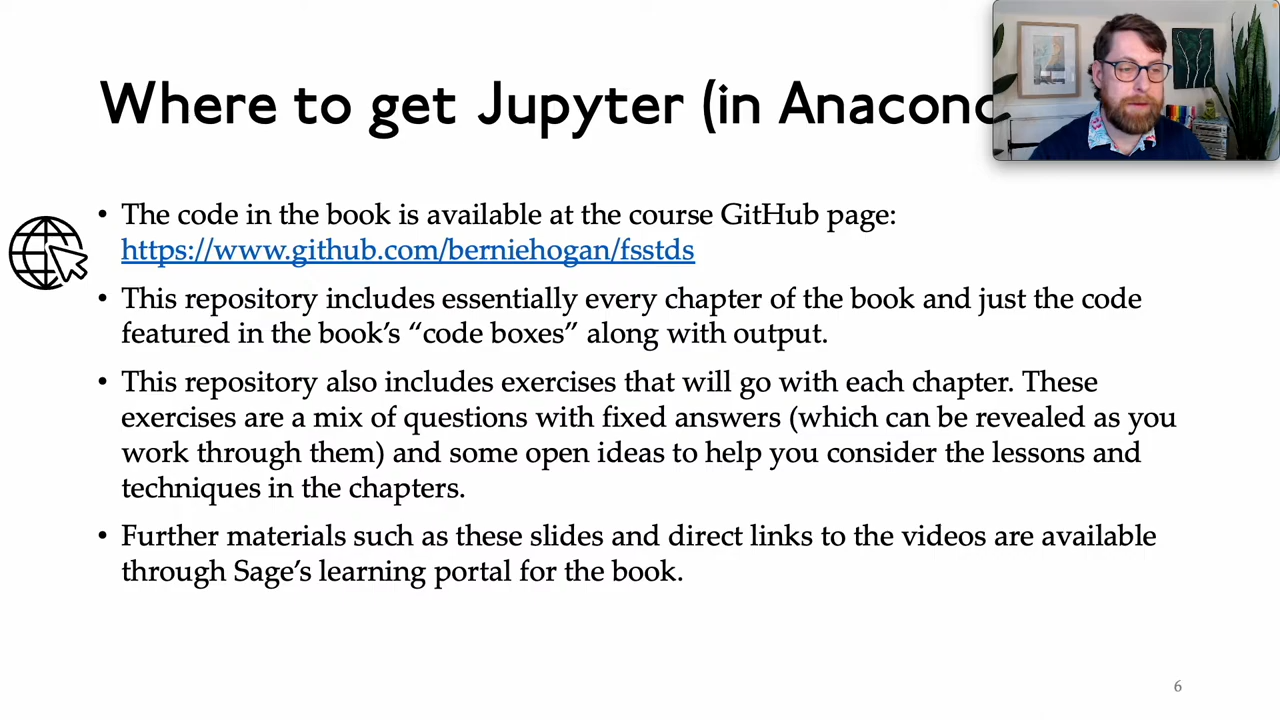 Where to get Jupyter (in Anacond
• The code in the book is available at the course GitHub page:
https://www.github.com/berniehogan/fsstds
• This repository includes essentially every chapter of the book and just the code
featured in the book’s “code boxes” along with output.
• This repository also includes exercises that will go with each chapter. These
exercises are a mix of questions with fixed answers (which can be revealed as you
work through them) and some open ideas to help you consider the lessons and
techniques in the chapters.
• Further materials such as these slides and direct links to the videos are available
through Sage’s learning portal for the book.
6